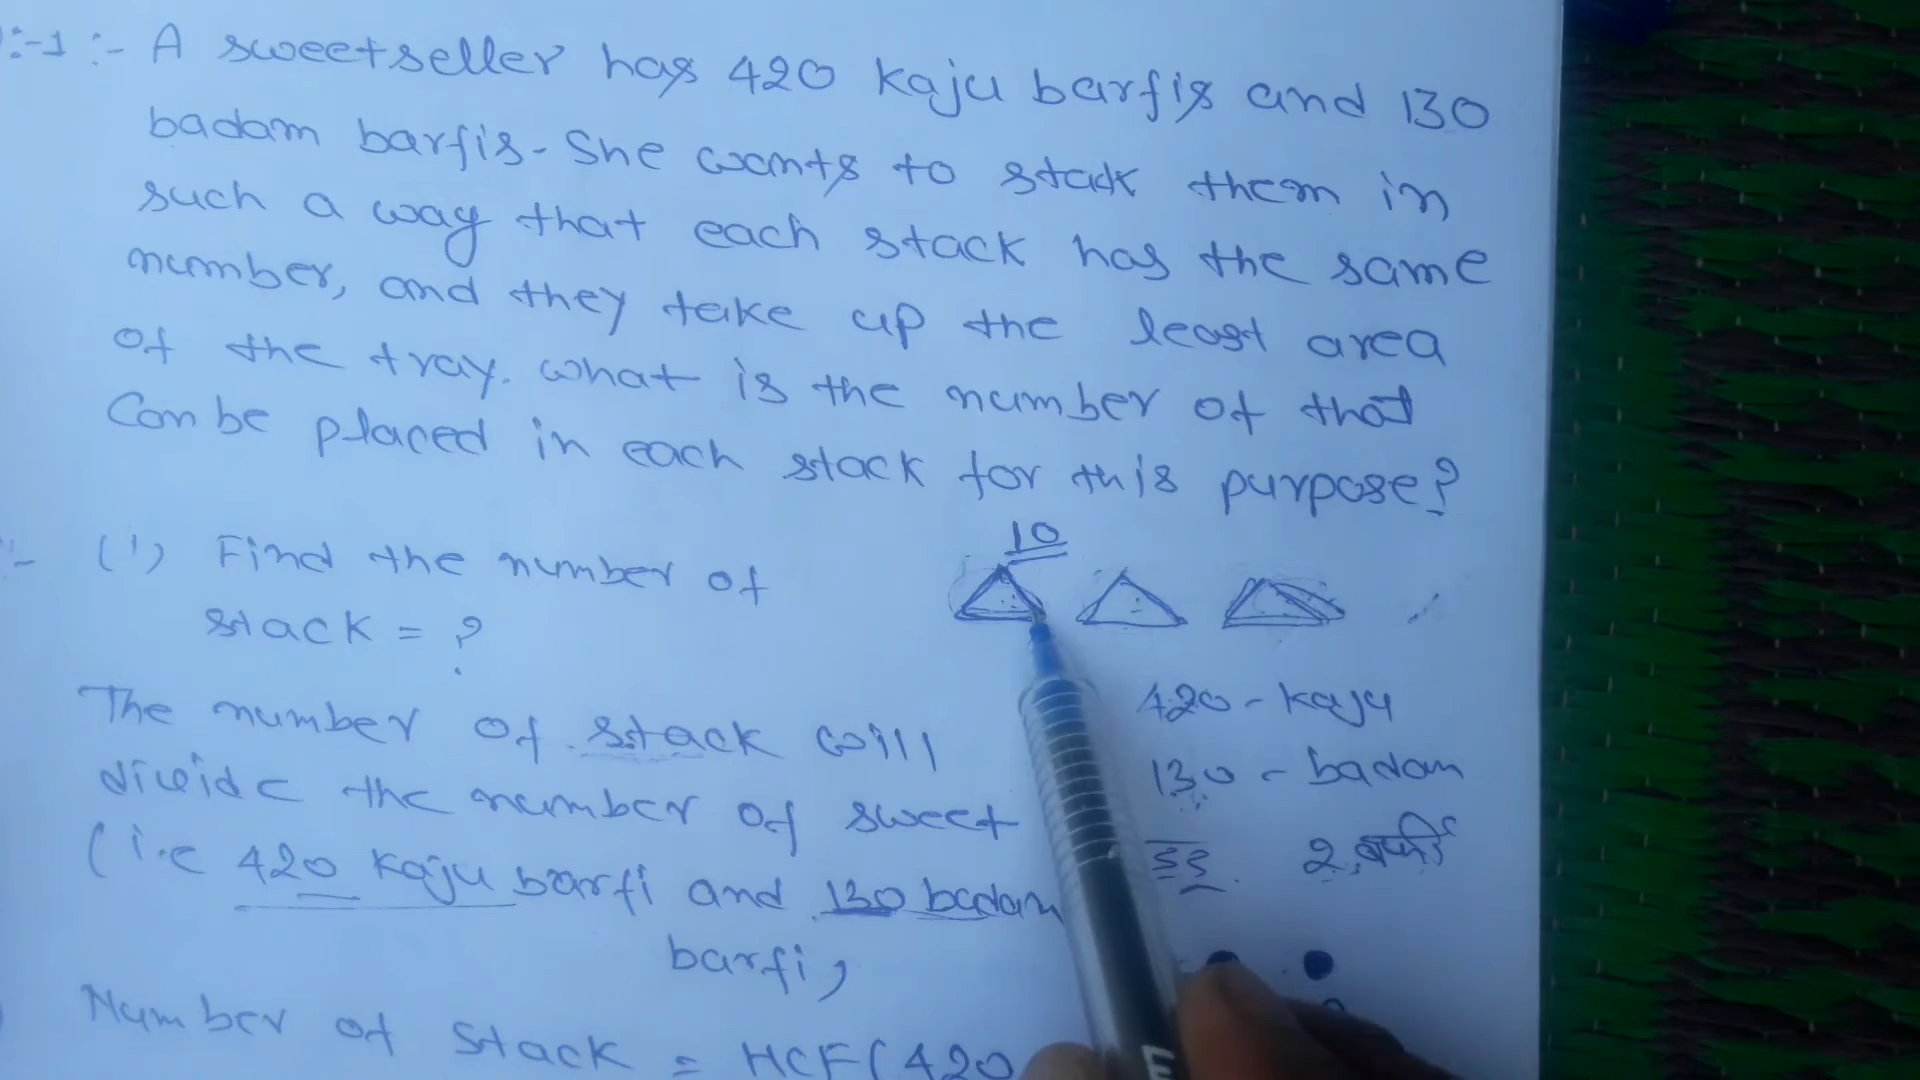 :-1 :- A sweetseller has 420 kaju barfis and 130
badam barfis. She wants to stack them in
such a way that each stack has the same
number, and they take up the least area
of the tray. what is the number of that
Can be placed in each stack for this purpose?
:- (1) Find the number of
stack = ?
10
The number of stack will
divide the number of sweet
(i.e 420 kaju barfi and 130 badam
barfi,
Number of stack = HCF(420
420 - kaju
130 - badam
2,